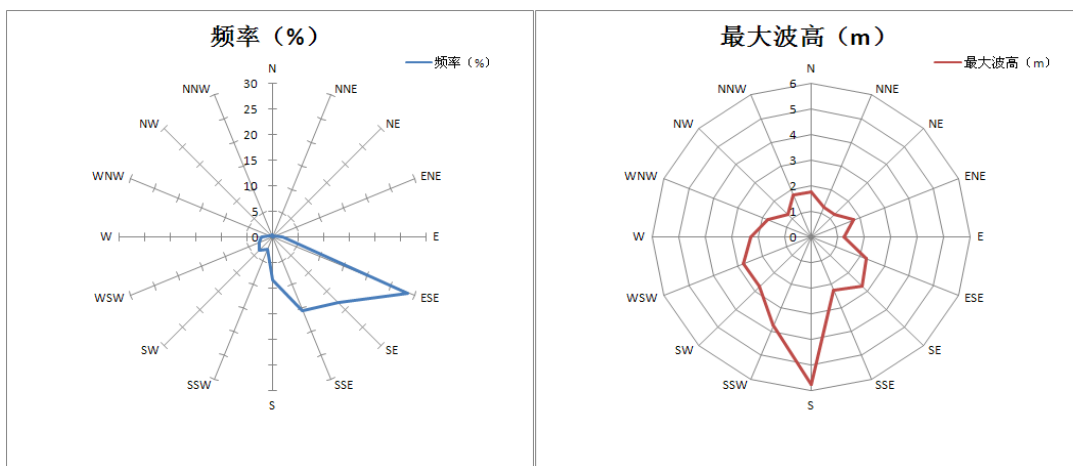 频率（%）
频率（%）
N
NNE
NE
ENE
E
ESE
SE
SSE
S
SSW
SW
WSW
W
WNW
NW
NNW
30
25
20
15
10
5
0
最大波高（m）
最大波高（m）
N
NNE
NE
ENE
E
ESE
SE
SSE
S
SSW
SW
WSW
W
WNW
NW
NNW
6
5
4
3
2
1
0